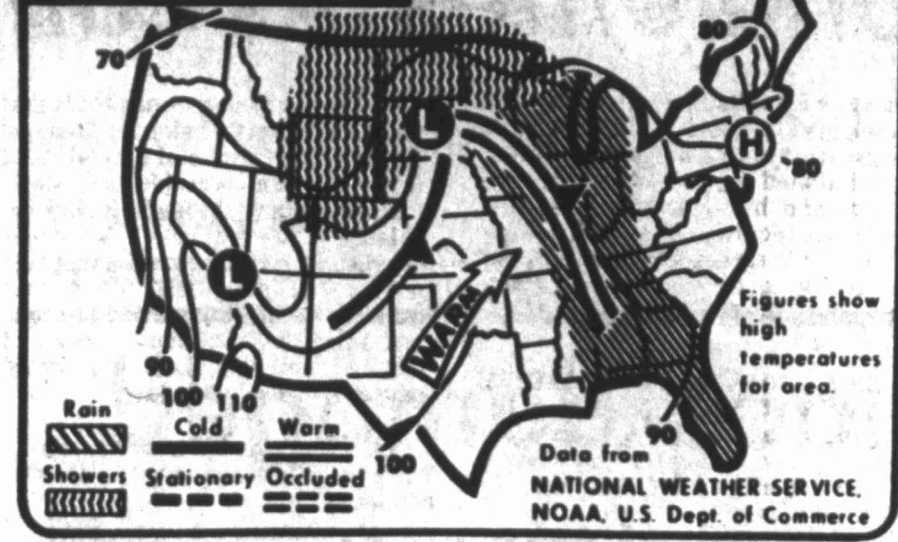 70
80
L
H
80
L
WARM
Figures show
high
temperatures
for area.
90
100
110
Rain
Cold
Warm
Showers
Stationary
Occluded
100
90
Data from
NATIONAL WEATHER SERVICE,
NOAA, U.S. Dept. of Commerce